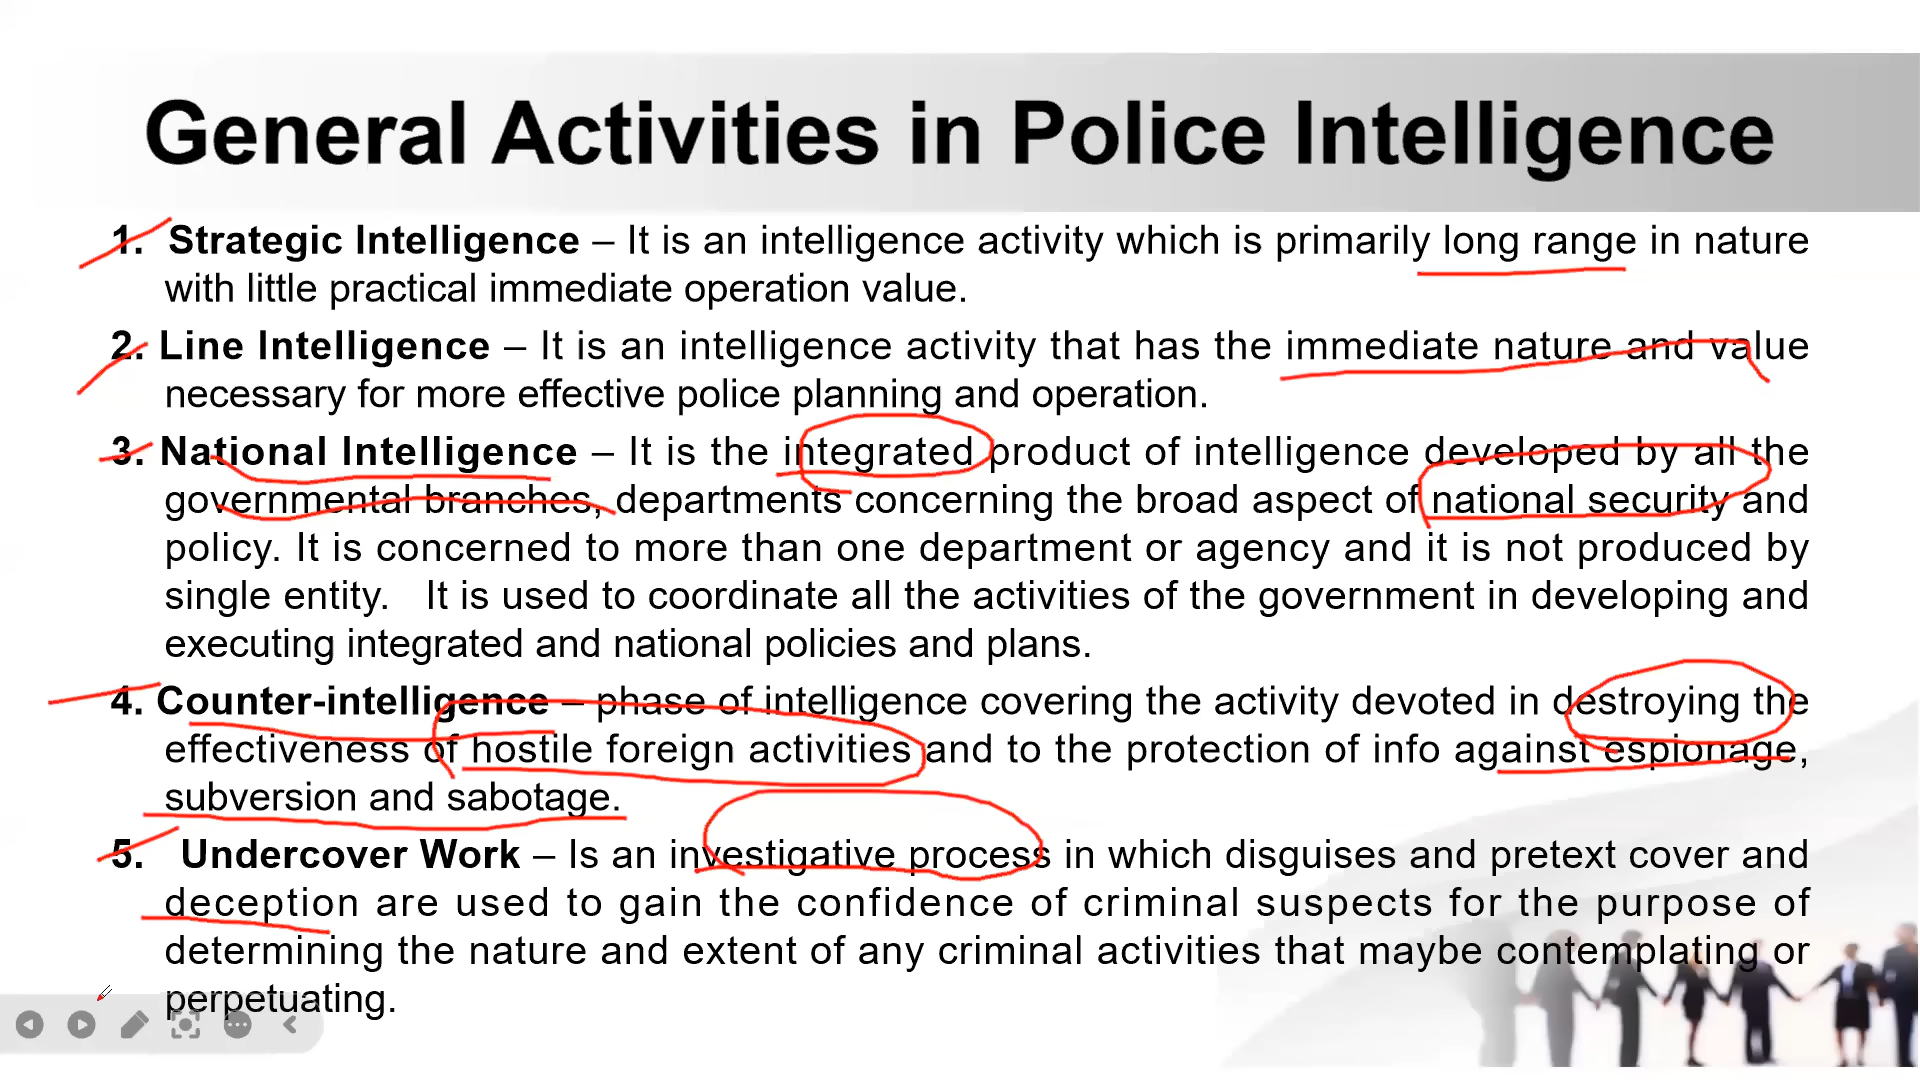 General Activities in Police Intelligence
1. Strategic Intelligence – It is an intelligence activity which is primarily long range in nature
with little practical immediate operation value.
2. Line Intelligence – It is an intelligence activity that has the immediate nature and value
necessary for more effective police planning and operation.
3. National Intelligence – It is the integrated product of intelligence developed by all the
governmental branches, departments concerning the broad aspect of national security and
policy. It is concerned to more than one department or agency and it is not produced by
single entity. It is used to coordinate all the activities of the government in developing and
executing integrated and national policies and plans.
4. Counter-intelligence – phase of intelligence covering the activity devoted in destroying the
effectiveness of hostile foreign activities and to the protection of info against espionage,
subversion and sabotage.
5. Undercover Work – Is an investigative process in which disguises and pretext cover and
deception are used to gain the confidence of criminal suspects for the purpose of
determining the nature and extent of any criminal activities that maybe contemplating or
perpetuating.